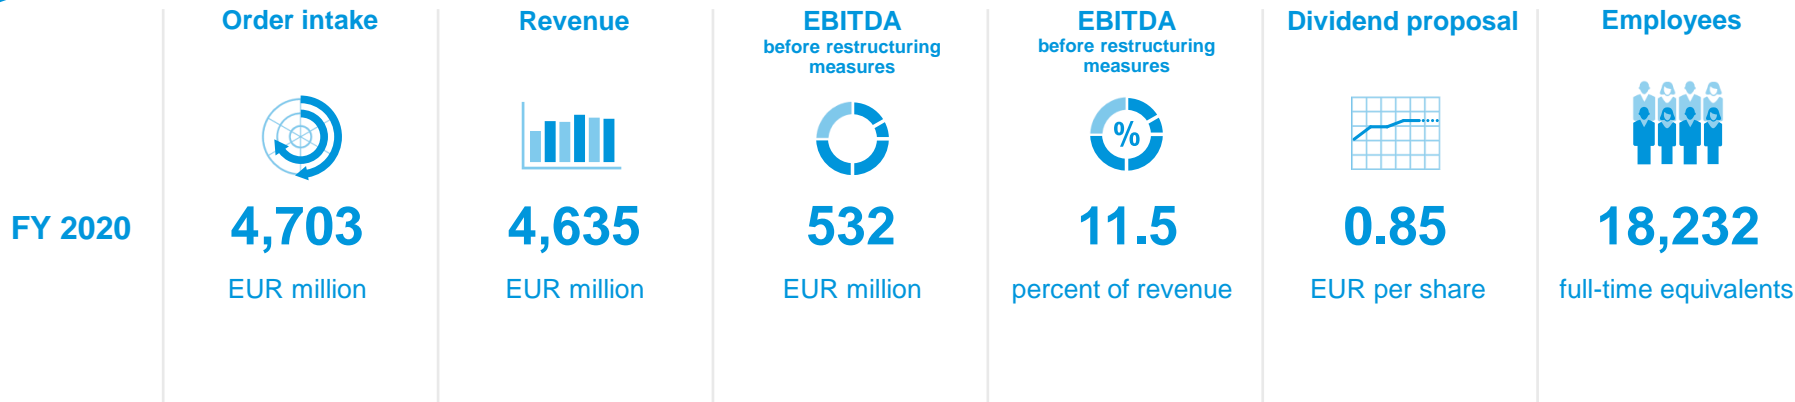 Order intake
Revenue
EBITDA
before restructuring
measures
EBITDA
before restructuring
measures
Dividend proposal
Employees
%
FY 2020
4,703
4,635
532
11.5
0.85
18,232
EUR million
EUR million
EUR million
percent of revenue
EUR per share
full-time equivalents